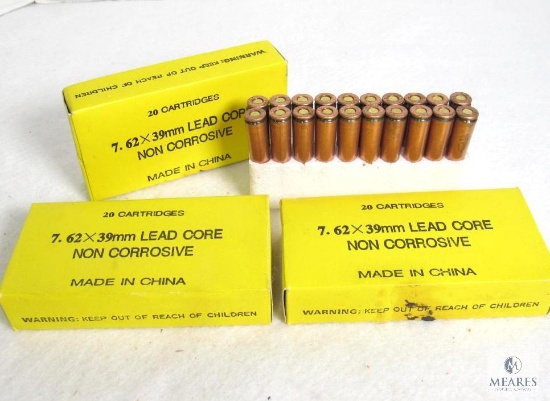 WARNING: KEEP OUT OF REACH OF CHILDREN
20 CARTRIDGES
7.62×39mm LEAD CORE
NON CORROSIVE
MADE IN CHINA
20 CARTRIDGES
7.62×39mm LEAD CORE
NON CORROSIVE
MADE IN CHINA
WARNING: KEEP OUT OF REACH OF CHILDREN
20 CARTRIDGES
7.62×39mm LEAD CORE
NON CORROSIVE
MADE IN CHINA
WARNING: KEEP OUT OF REACH OF CHILDREN
MEARES